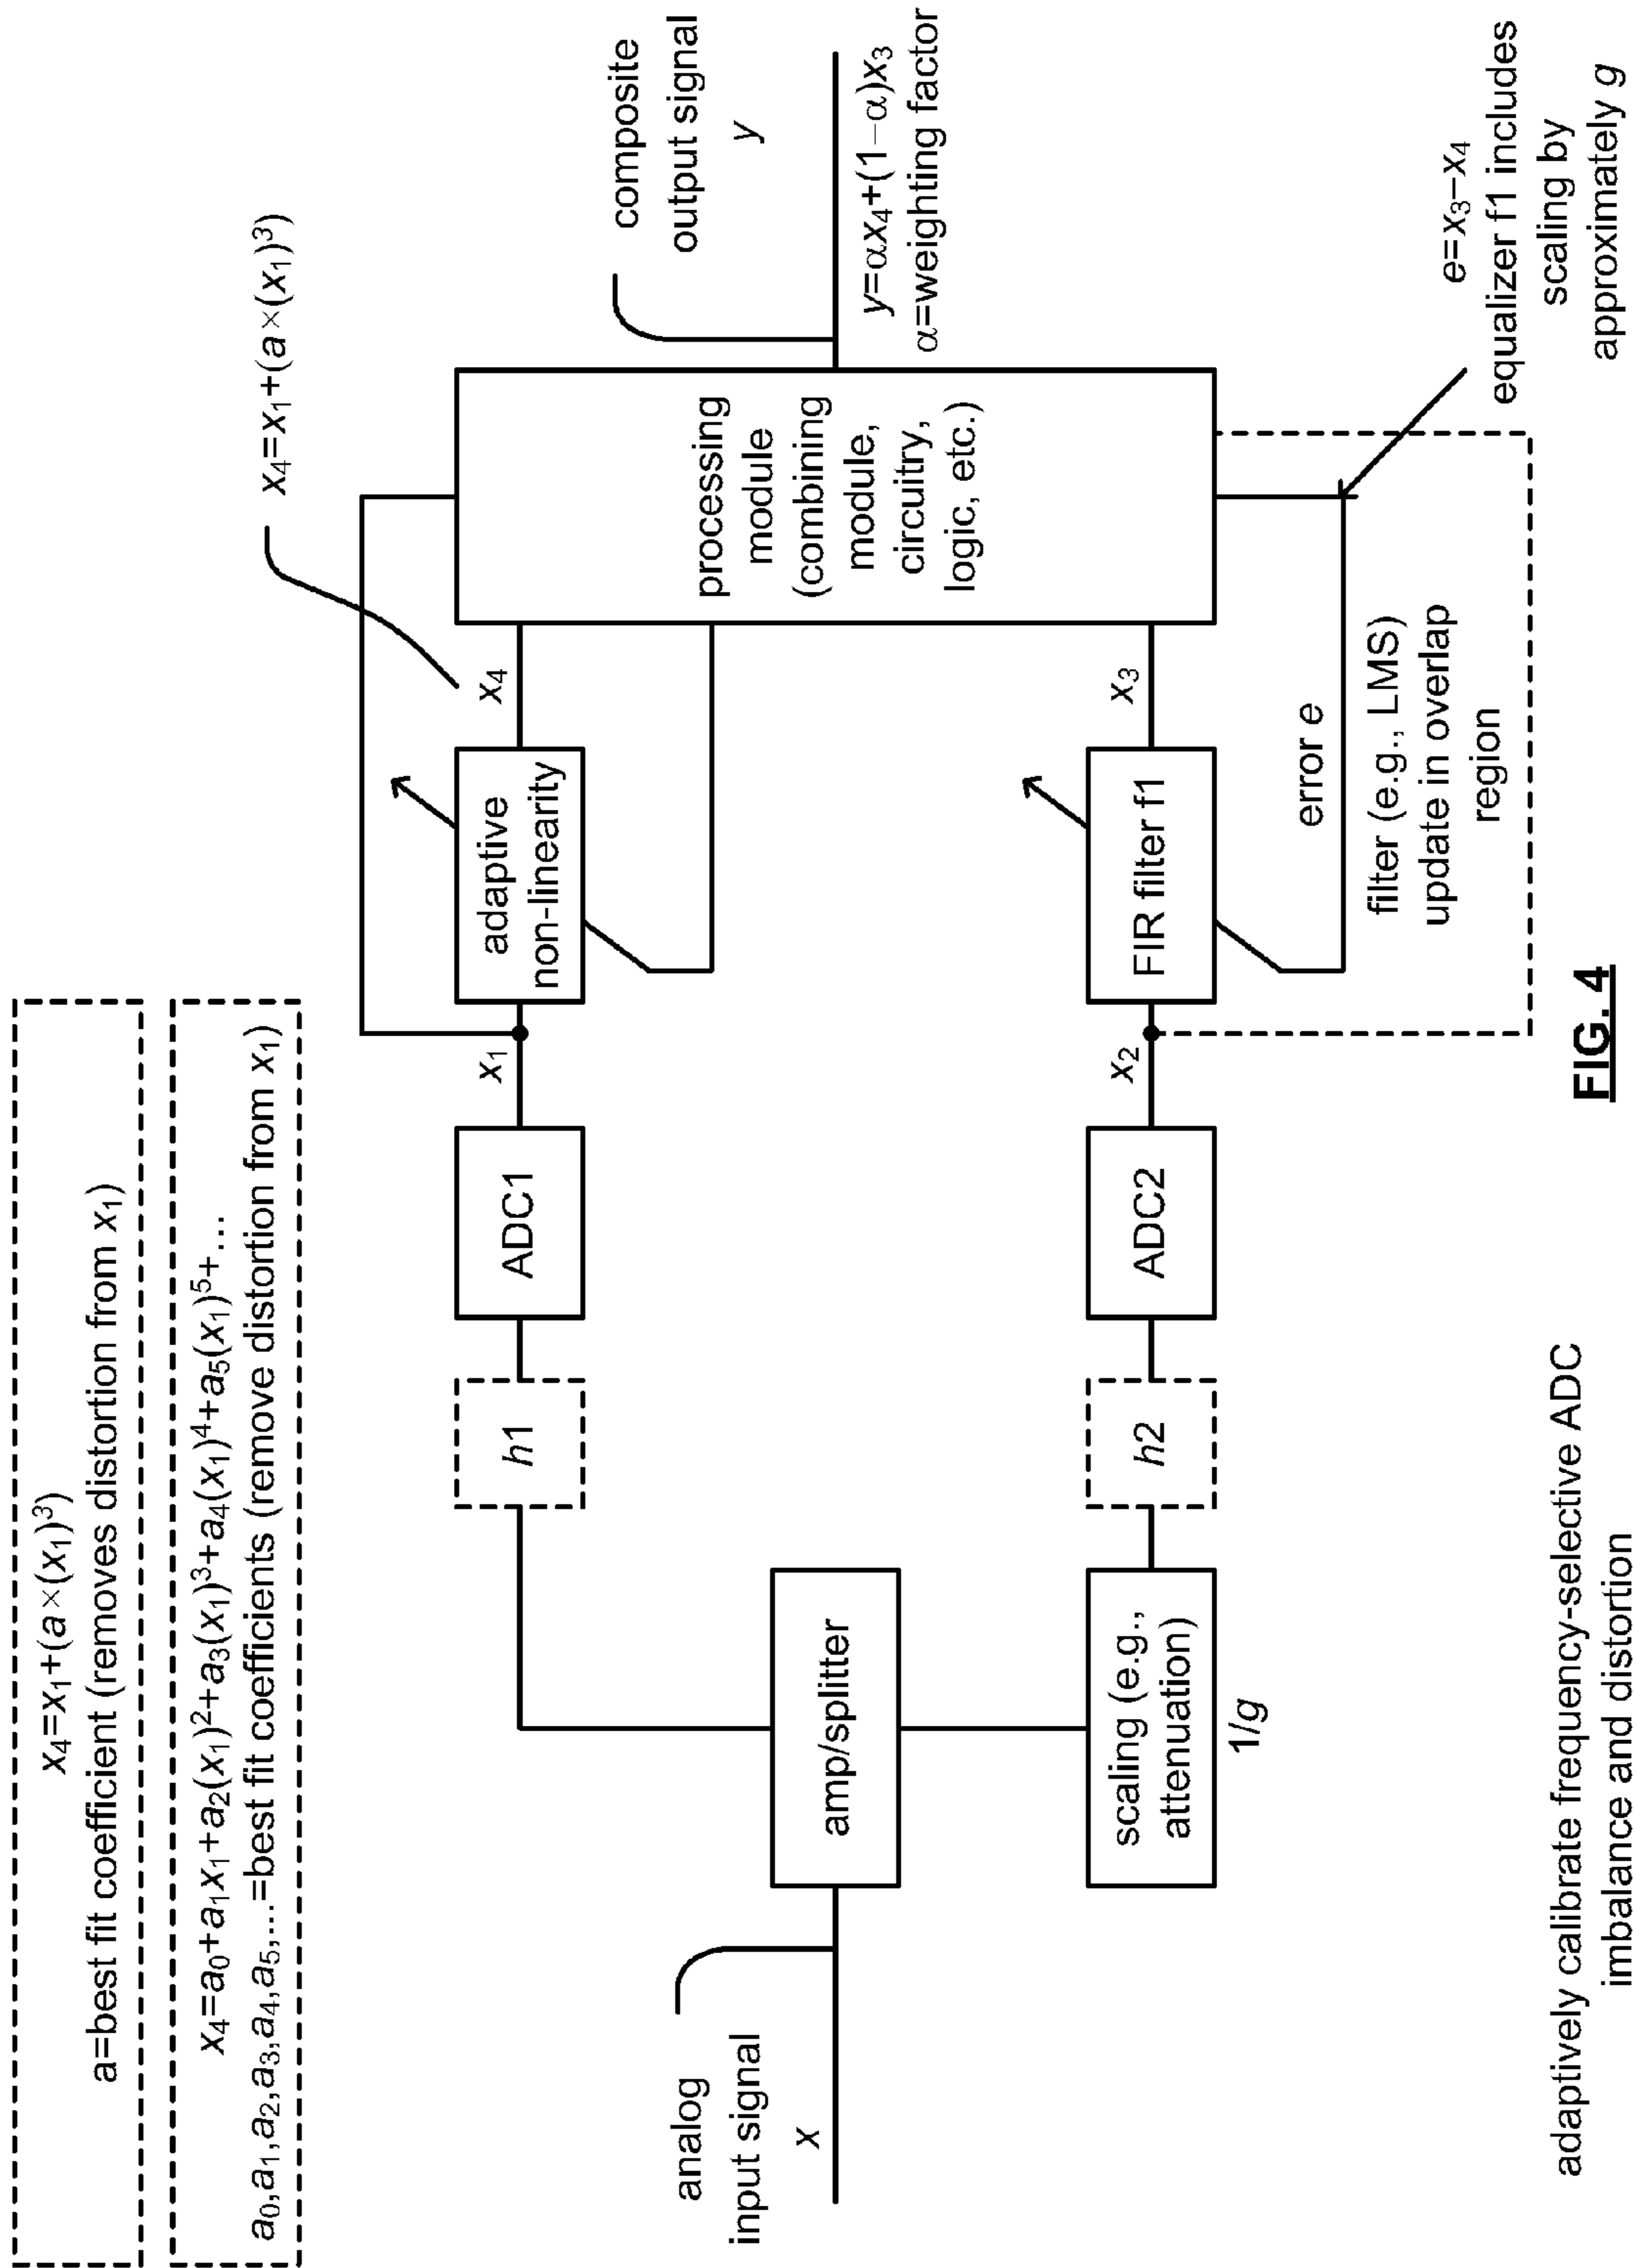 x₄=x₁+(a×(x₁)³)
a=best fit coefficient (removes distortion from x₁)
x₄=a₀+a₁x₁+a₂(x₁)²+a₃(x₁)³+a₄(x₁)⁴+a₅(x₁)⁵+...
a₀,a₁,a₂,a₃,a₄,a₅,...=best fit coefficients (remove distortion from x₁)
x₄=x₁+(a×(x₁)³)
analog
input signal
x
amp/splitter
scaling (e.g.,
attenuation)
1/g
h1
h2
ADC1
ADC2
x₁
x₂
adaptive
non-linearity
FIR filter f1
x₄
x₃
error e
filter (e.g., LMS)
update in overlap
region
processing
module
(combining
module,
circuitry,
logic, etc.)
composite
output signal
y
y=αx₄+(1−α)x₃
α=weighting factor
e=x₃−x₄
equalizer f1 includes
scaling by
approximately g
adaptively calibrate frequency-selective ADC
imbalance and distortion
FIG. 4